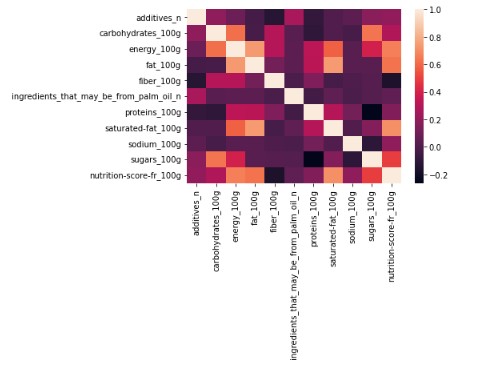 additives_n
carbohydrates_100g
energy_100g
fat_100g
fiber_100g
ingredients_that_may_be_from_palm_oil_n
proteins_100g
saturated-fat_100g
sodium_100g
sugars_100g
nutrition-score-fr_100g
additives_n
carbohydrates_100g
energy_100g
fat_100g
fiber_100g
ingredients_that_may_be_from_palm_oil_n
proteins_100g
saturated-fat_100g
sodium_100g
sugars_100g
nutrition-score-fr_100g
1.0
0.8
0.6
0.4
0.2
0.0
−0.2